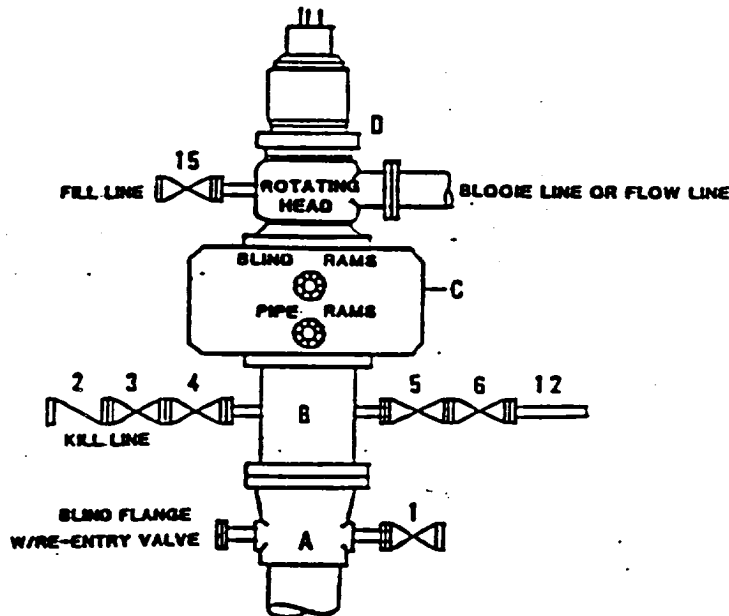 D
15
FILL LINE
ROTATING
HEAD
BLOOIE LINE OR FLOW LINE
BLIND RAMS
C
PIPE RAMS
2 3 4
5 6 12
B
KILL LINE
BLIND FLANGE
W/RE-ENTRY VALVE
1
A